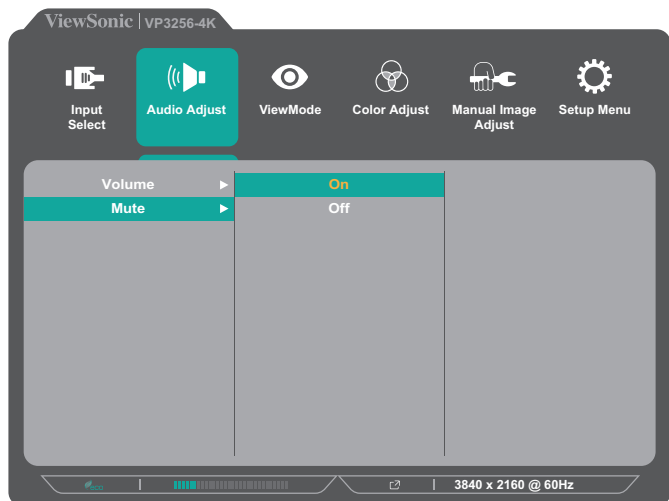 ViewSonic | VP3256-4K
Input
Select
Audio Adjust
ViewMode
Color Adjust
Manual Image
Adjust
Setup Menu
Volume
On
Mute
Off
3840 x 2160 @ 60Hz